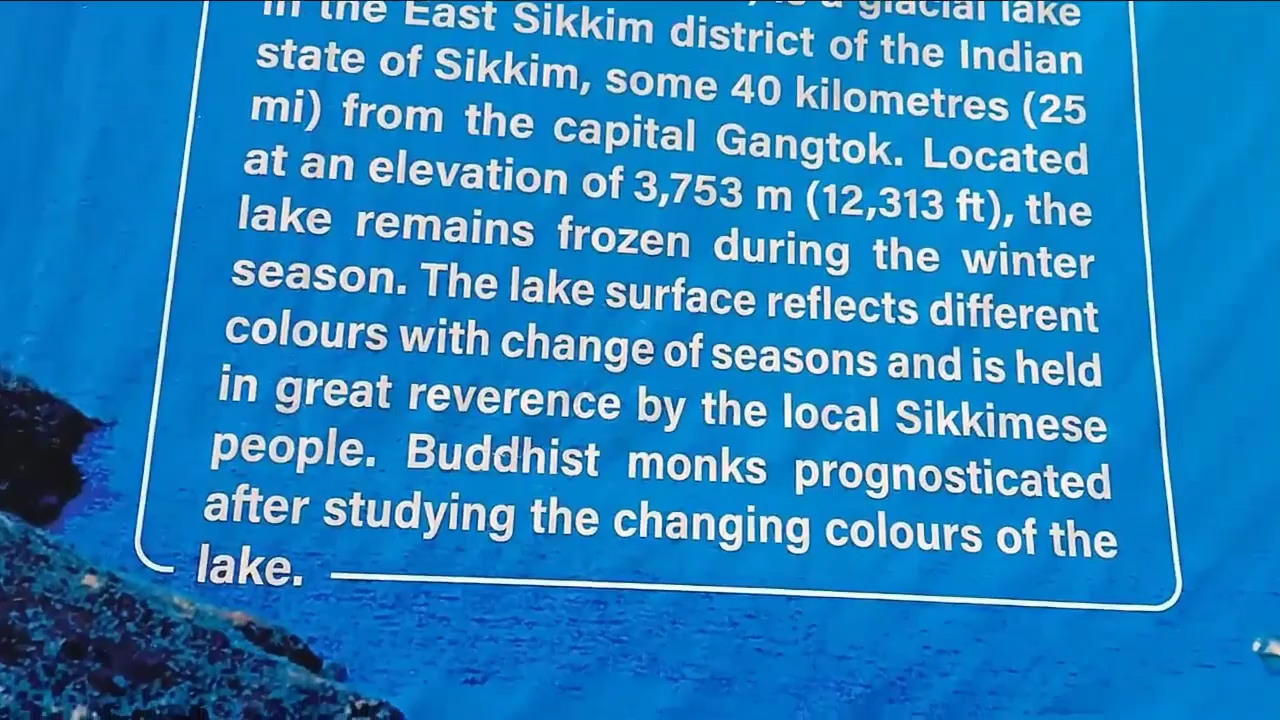 a glacial lake
in the East Sikkim district of the Indian
state of Sikkim, some 40 kilometres (25
mi) from the capital Gangtok. Located
at an elevation of 3,753 m (12,313 ft), the
lake remains frozen during the winter
season. The lake surface reflects different
colours with change of seasons and is held
in great reverence by the local Sikkimese
people. Buddhist monks prognosticated
after studying the changing colours of the
lake.